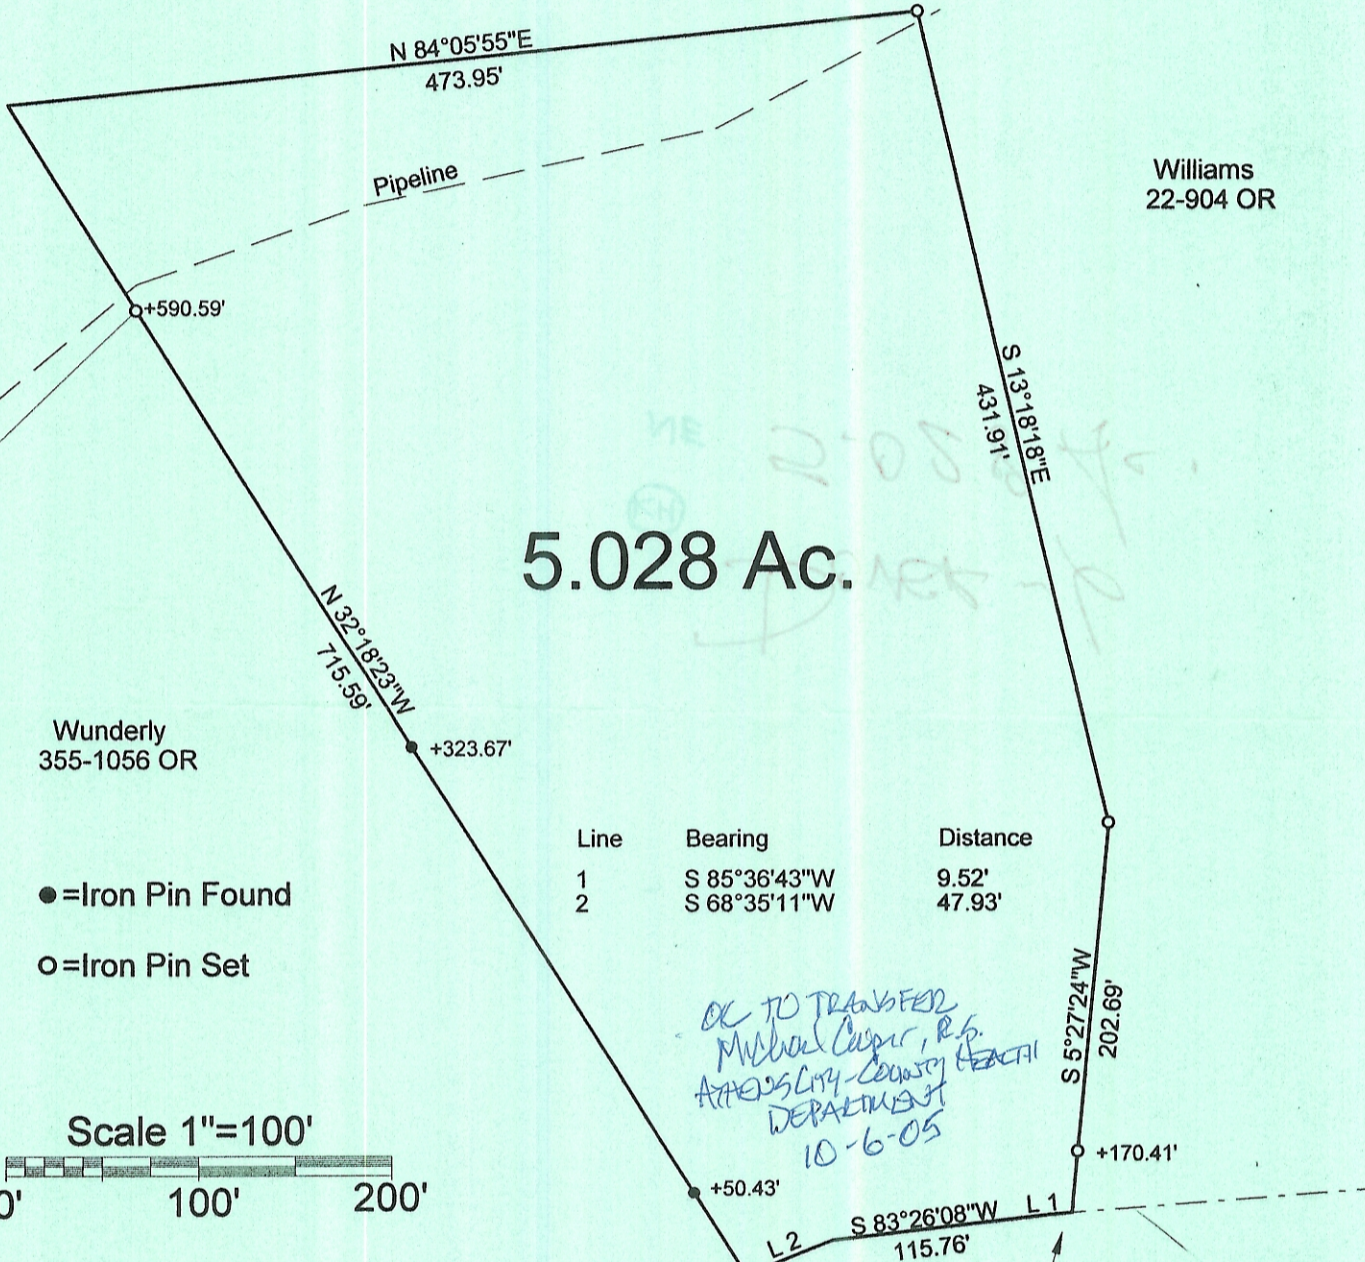 N 84°05'55"E
473.95'
Pipeline
Williams
22-904 OR
+590.59'
S 13°18'18"E
431.91'
5.028 Ac.
N 32°18'23"W
715.59'
Wunderly
355-1056 OR
+323.67'
Line Bearing Distance
1 S 85°36'43"W 9.52'
2 S 68°35'11"W 47.93'
=Iron Pin Found
=Iron Pin Set
OK TO TRANSFER
Michael Cooper, R.S.
ATHENS CITY-COUNTY HEALTH
DEPARTMENT
10-6-05
S 5°27'24"W
202.69'
Scale 1"=100'
0' 100' 200'
+170.41'
+50.43'
L 2
S 83°26'08"W
L 1
115.76'